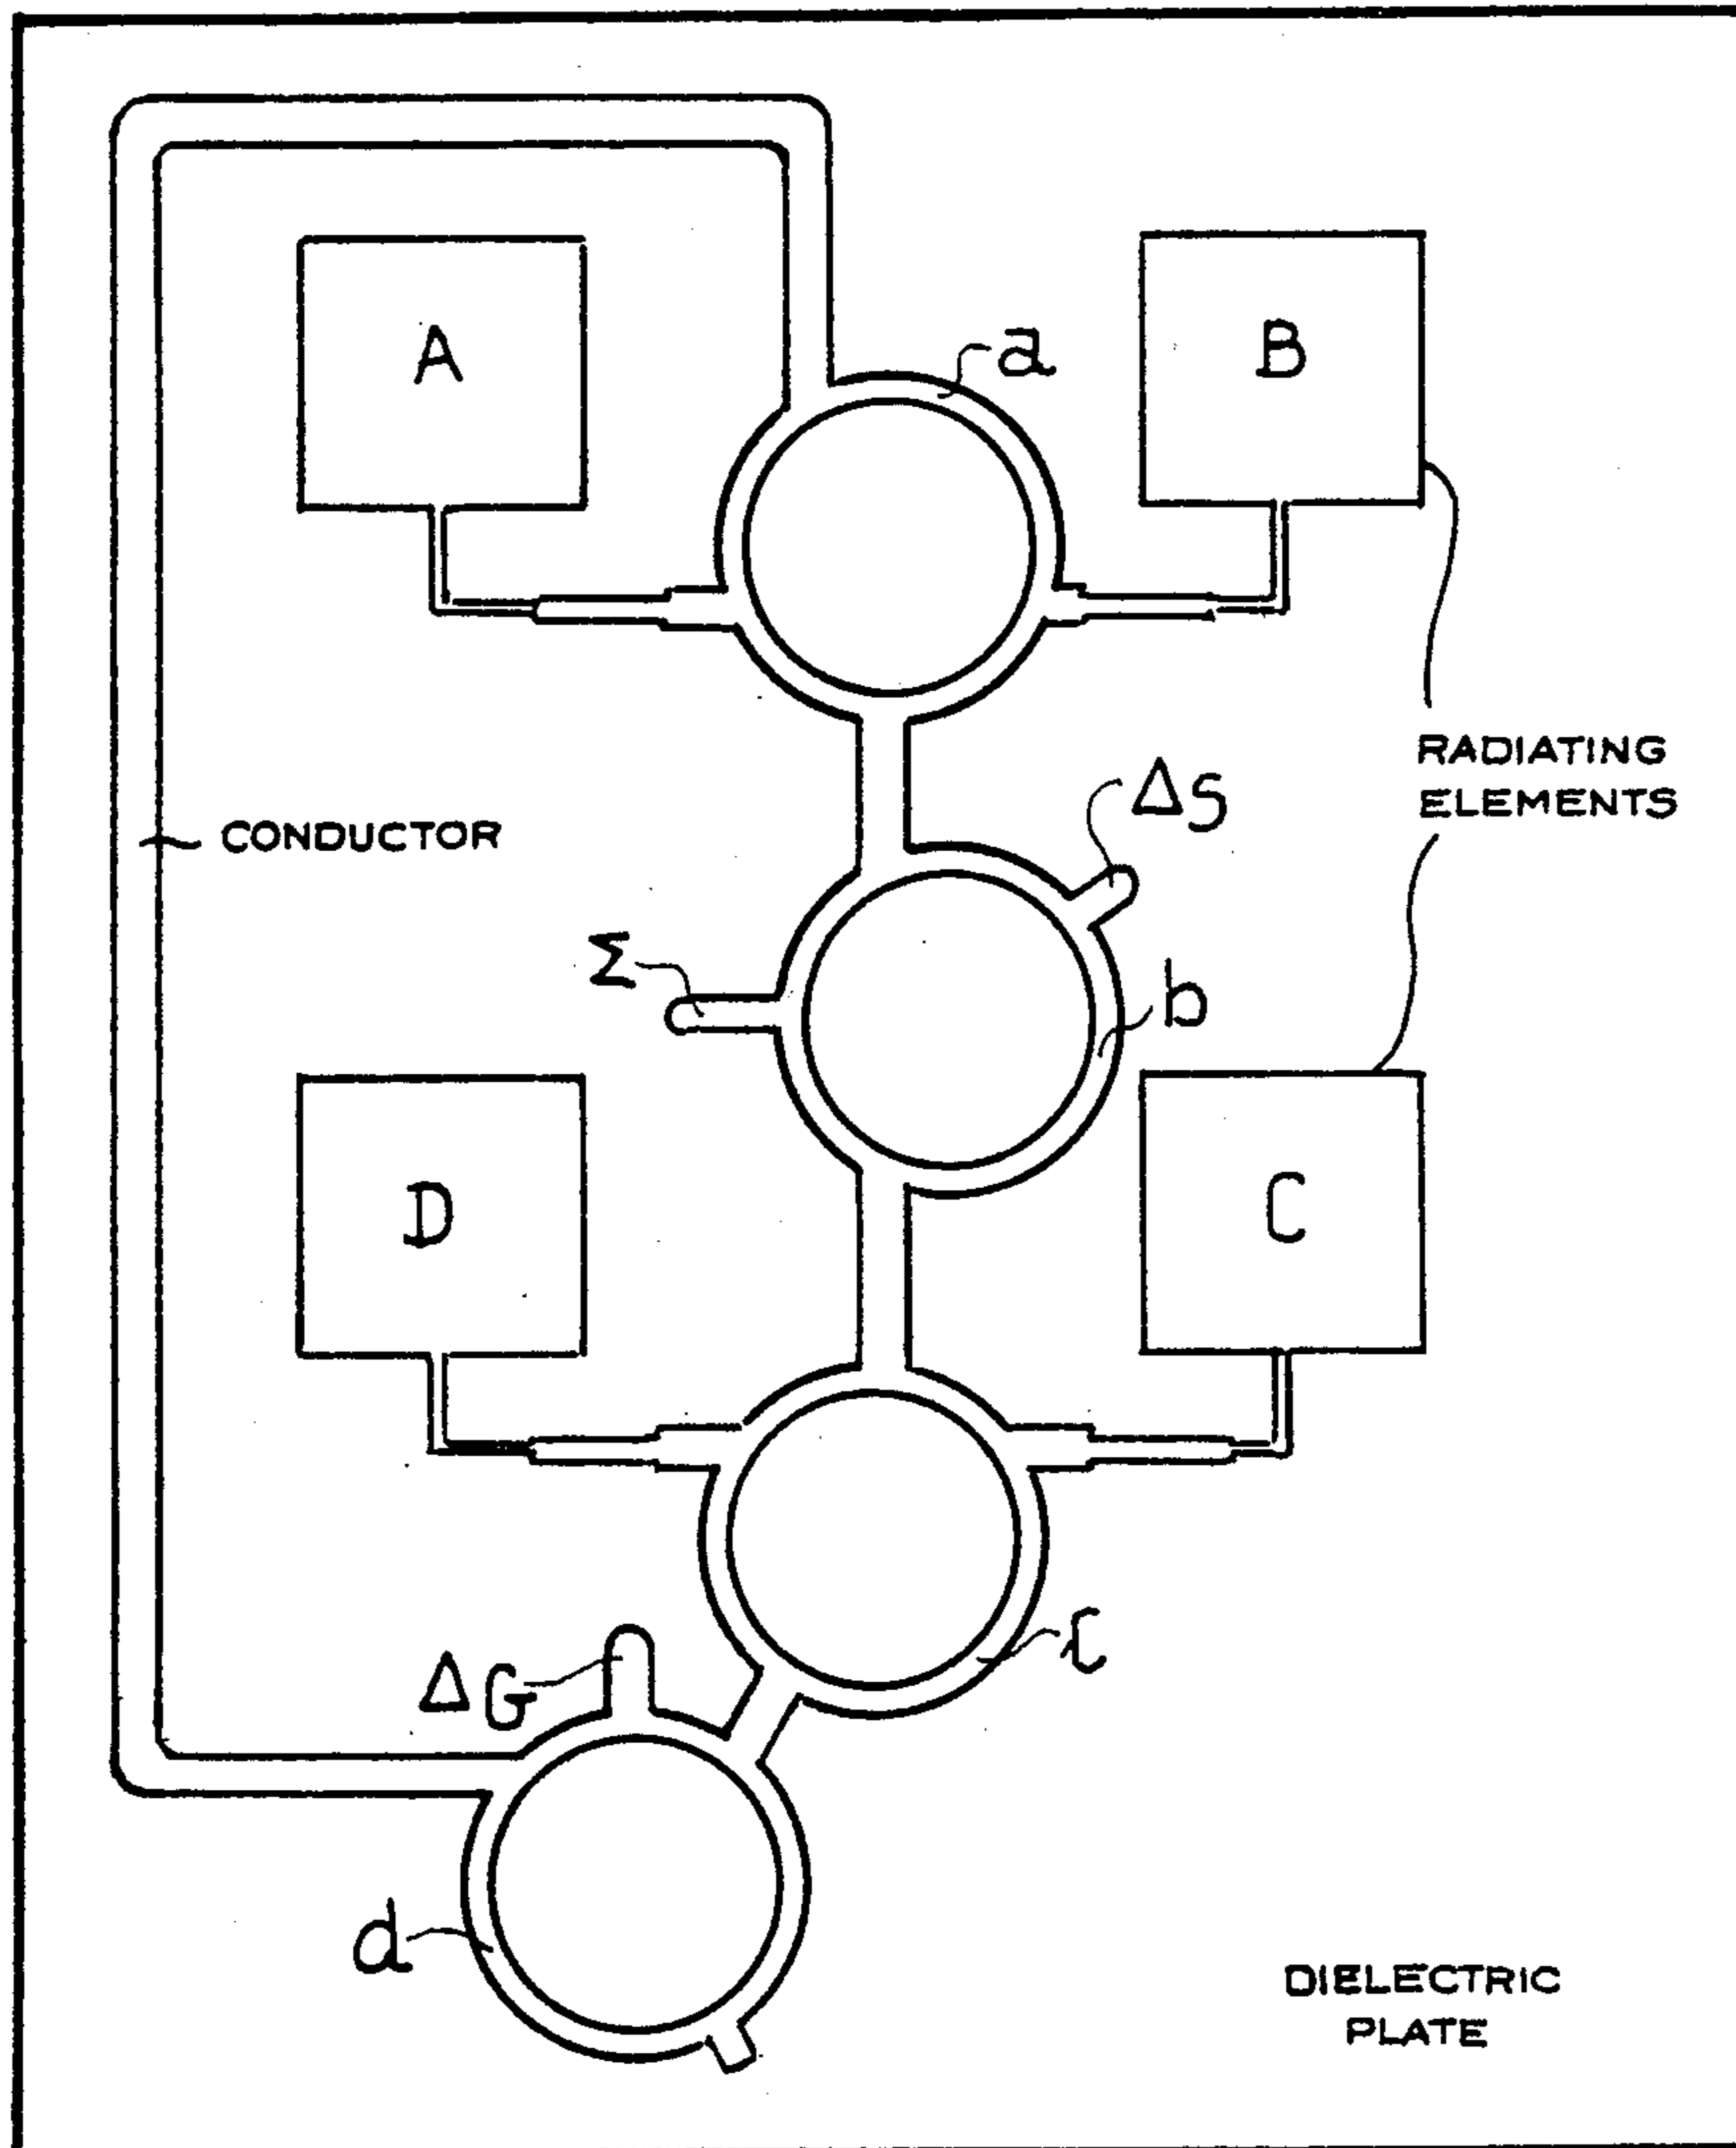 A
B
a
RADIATING
ELEMENTS
ΔS
CONDUCTOR
Σ
b
D
C
c
ΔG
d
DIELECTRIC
PLATE